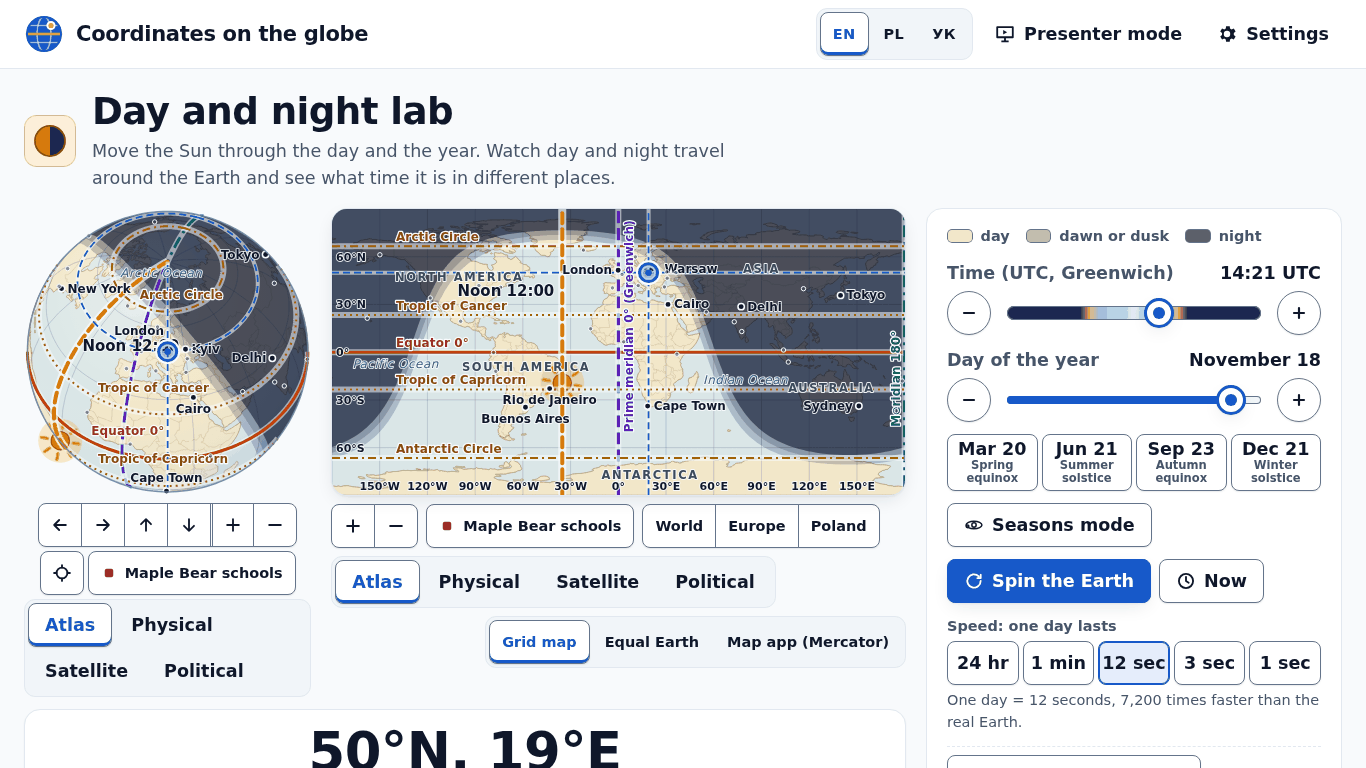 Coordinates on the globe
EN
PL
УК
Presenter mode
Settings
Day and night lab
Move the Sun through the day and the year. Watch day and night travel
around the Earth and see what time it is in different places.
Tokyo
Arctic Ocean
New York
Arctic Circle
London
Kyiv
Delhi
Tropic of Cancer
Cairo
Equator 0°
Tropic of Capricorn
Cape Town
Maple Bear schools
Atlas
Physical
Satellite
Political
Arctic Circle
60°N
NORTH AMERICA
London
Warsaw
ASIA
Noon 12:00
30°N
Tropic of Cancer
Cairo
Delhi
Tokyo
Equator 0°
0°
Pacific Ocean
SOUTH AMERICA
Tropic of Capricorn
Indian Ocean
AUSTRALIA
30°S
Rio de Janeiro
Buenos Aires
Cape Town
Sydney
60°S
Antarctic Circle
ANTARCTICA
Prime meridian 0° (Greenwich)
Meridian 180°
150°W 120°W 90°W 60°W 30°W 0° 30°E 60°E 90°E 120°E 150°E
Maple Bear schools
World
Europe
Poland
Atlas
Physical
Satellite
Political
Grid map
Equal Earth
Map app (Mercator)
50°N, 19°E
day
dawn or dusk
night
Time (UTC, Greenwich)
14:21 UTC
Day of the year
November 18
Mar 20
Spring
equinox
Jun 21
Summer
solstice
Sep 23
Autumn
equinox
Dec 21
Winter
solstice
Seasons mode
Spin the Earth
Now
Speed: one day lasts
24 hr
1 min
12 sec
3 sec
1 sec
One day = 12 seconds, 7,200 times faster than the
real Earth.